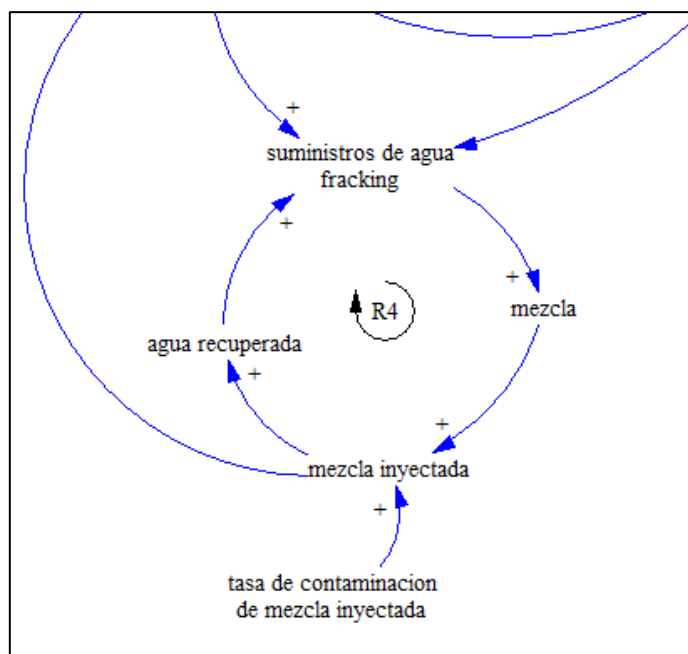 +
suministros de agua
fracking
+
+
R4
mezcla
agua recuperada
+
+
mezcla inyectada
+
tasa de contaminacion
de mezcla inyectada